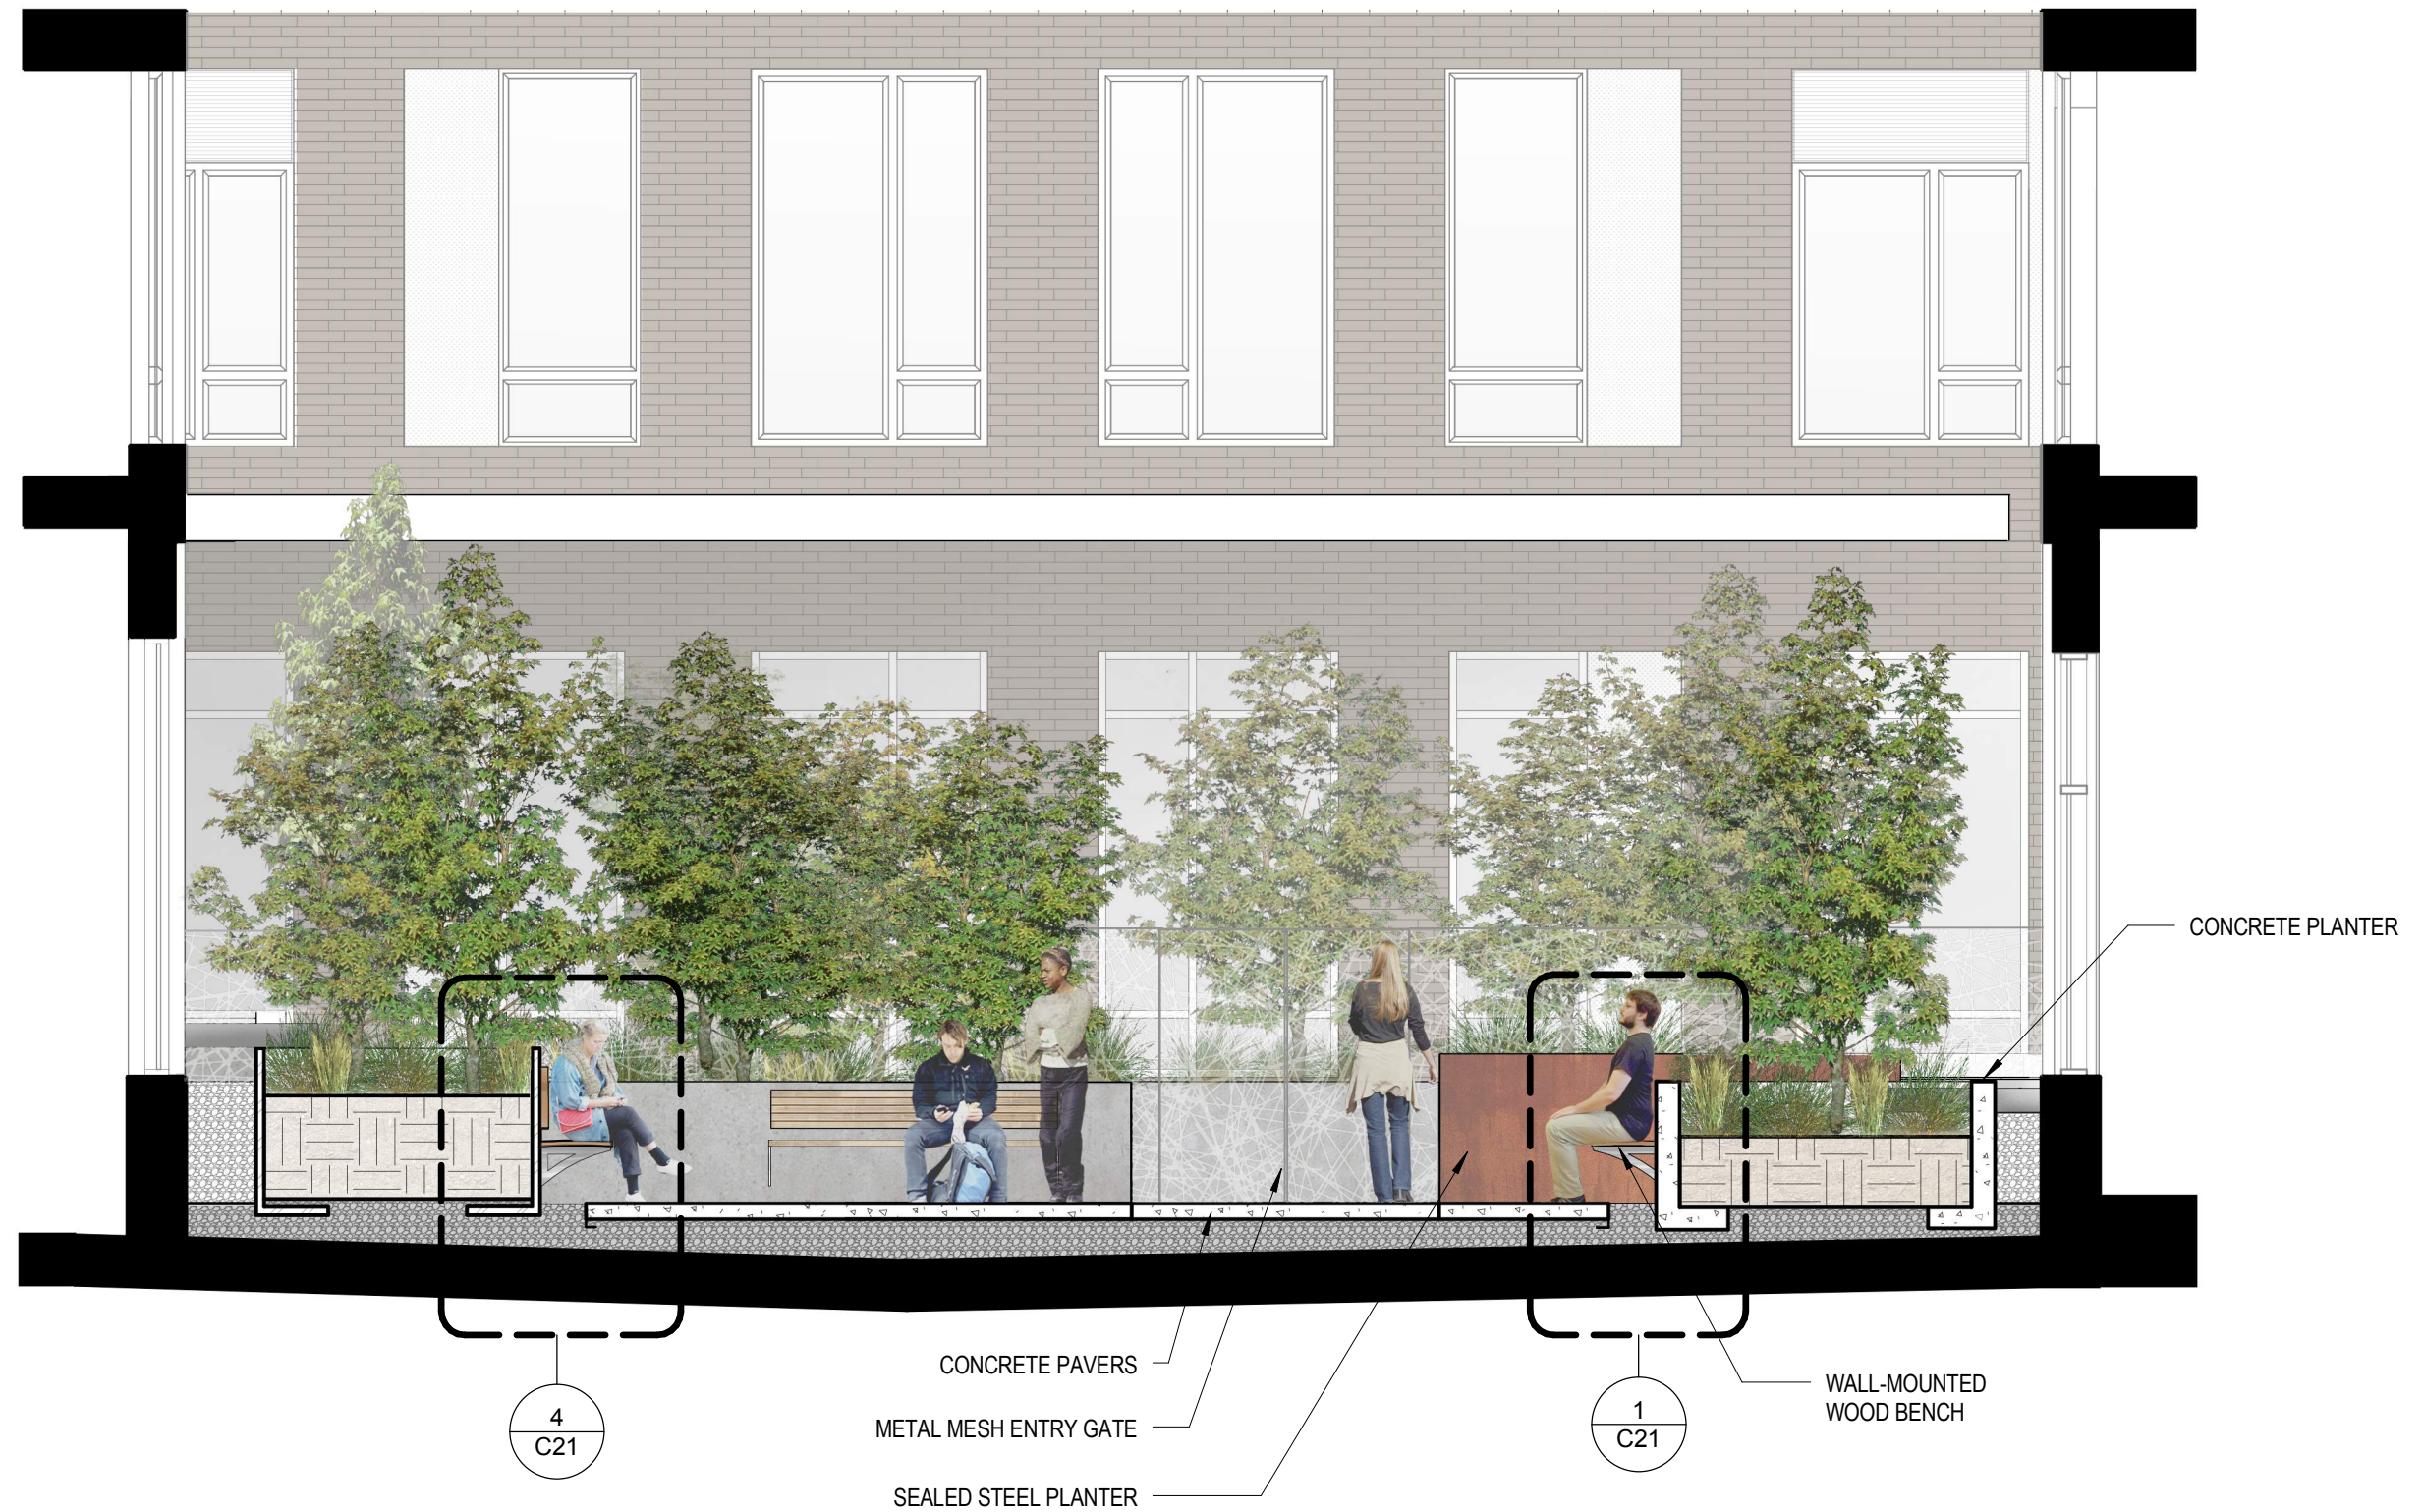 CONCRETE PLANTER
CONCRETE PAVERS
WALL-MOUNTED
WOOD BENCH
4
C21
1
C21
METAL MESH ENTRY GATE
SEALED STEEL PLANTER